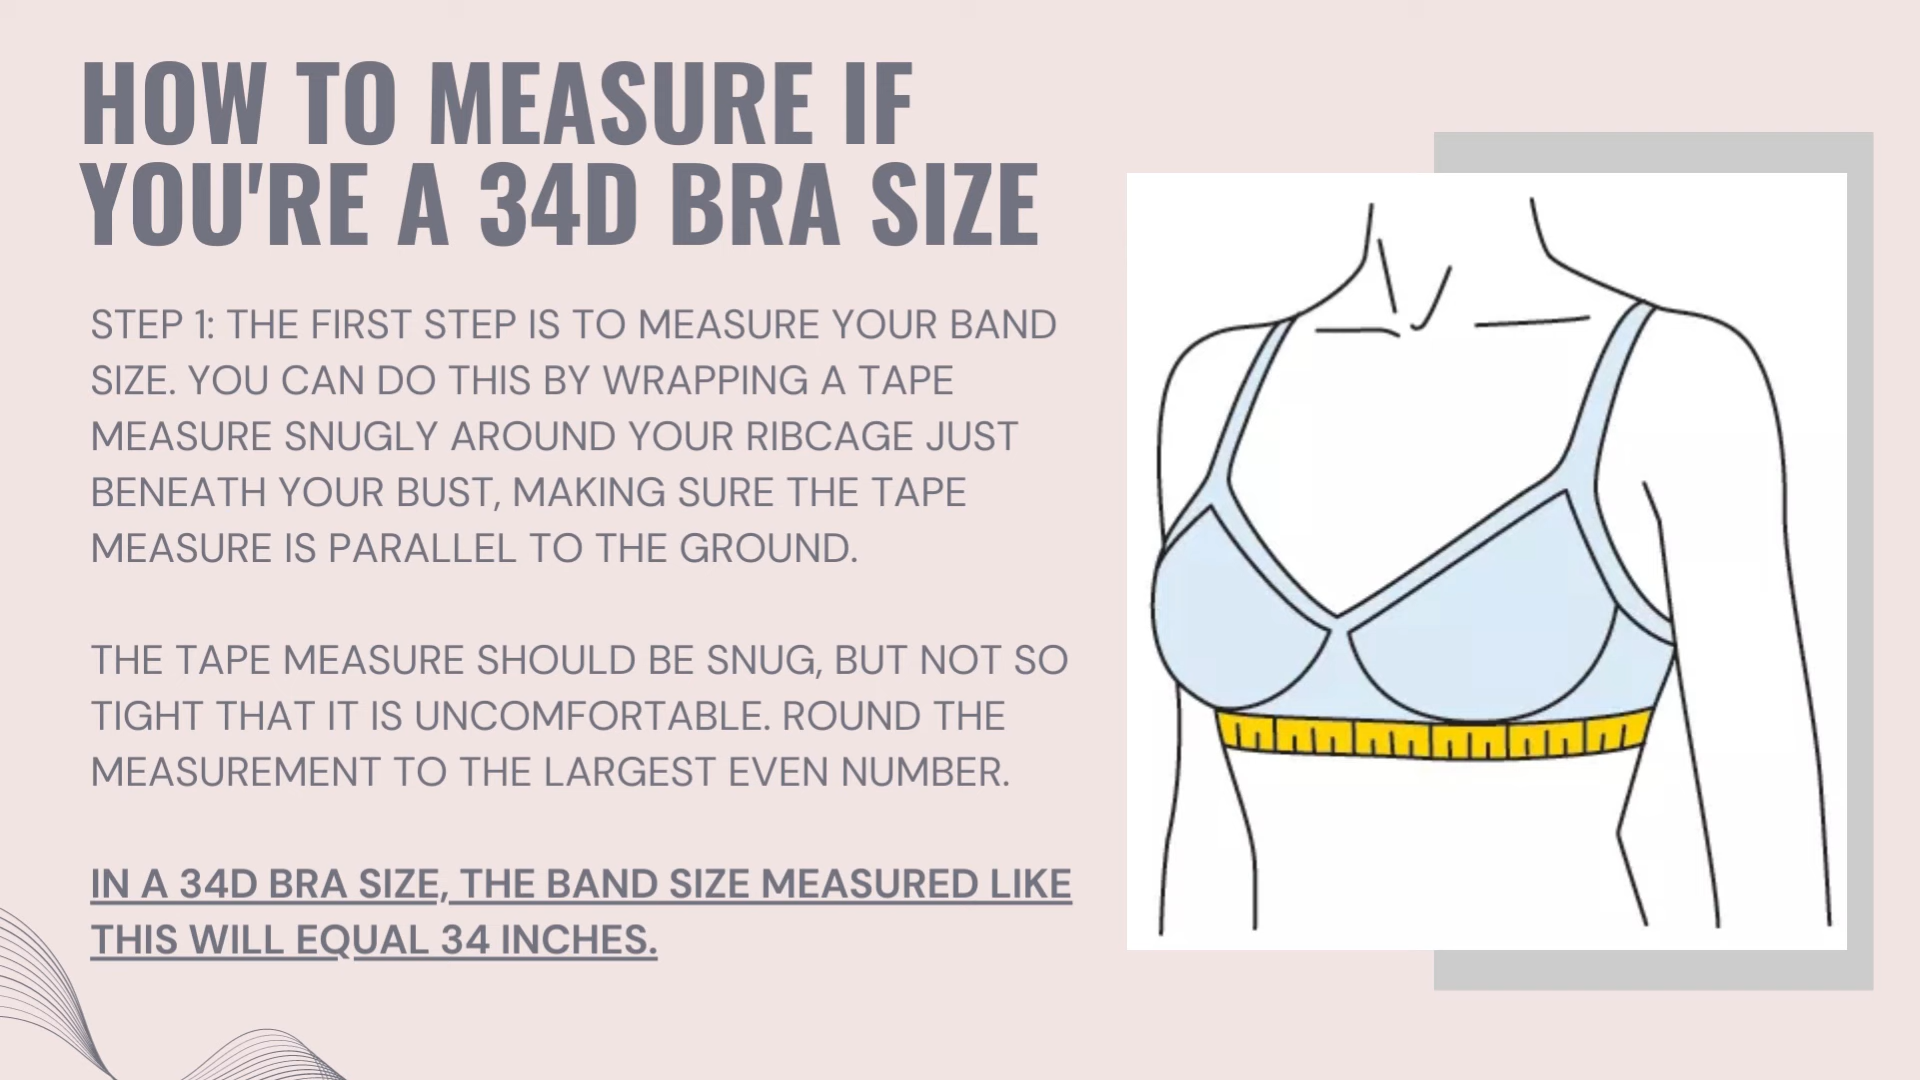 HOW TO MEASURE IF
YOU'RE A 34D BRA SIZE
STEP 1: THE FIRST STEP IS TO MEASURE YOUR BAND
SIZE. YOU CAN DO THIS BY WRAPPING A TAPE
MEASURE SNUGLY AROUND YOUR RIBCAGE JUST
BENEATH YOUR BUST, MAKING SURE THE TAPE
MEASURE IS PARALLEL TO THE GROUND.
THE TAPE MEASURE SHOULD BE SNUG, BUT NOT SO
TIGHT THAT IT IS UNCOMFORTABLE. ROUND THE
MEASUREMENT TO THE LARGEST EVEN NUMBER.
IN A 34D BRA SIZE, THE BAND SIZE MEASURED LIKE
THIS WILL EQUAL 34 INCHES.